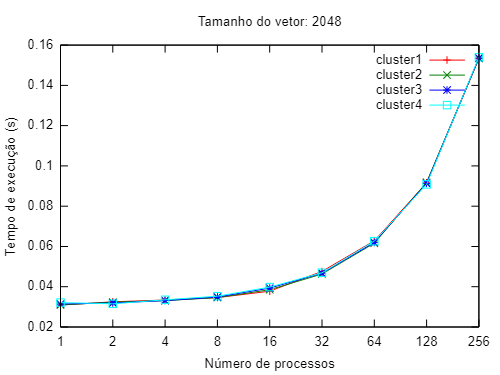 Tamanho do vetor: 2048
0.16
0.14
0.12
0.1
0.08
0.06
0.04
0.02
Tempo de execução (s)
cluster1
cluster2
cluster3
cluster4
1 2 4 8 16 32 64 128 256
Número de processos